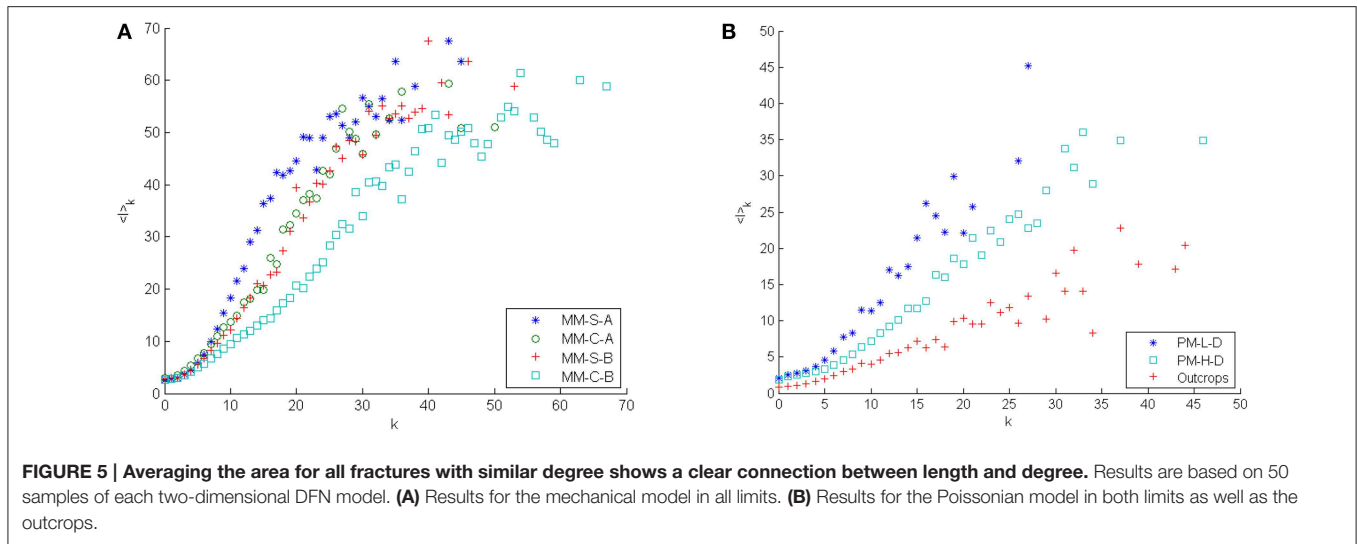 A
70
60
50
40
30
20
10
0
<l>k
0 10 20 30 40 50 60 70
k
MM-S-A
MM-C-A
MM-S-B
MM-C-B
B
50
45
40
35
30
25
20
15
10
5
0
<l>k
0 5 10 15 20 25 30 35 40 45 50
k
PM-L-D
PM-H-D
Outcrops
FIGURE 5 | Averaging the area for all fractures with similar degree shows a clear connection between length and degree. Results are based on 50
samples of each two-dimensional DFN model. (A) Results for the mechanical model in all limits. (B) Results for the Poissonian model in both limits as well as the
outcrops.